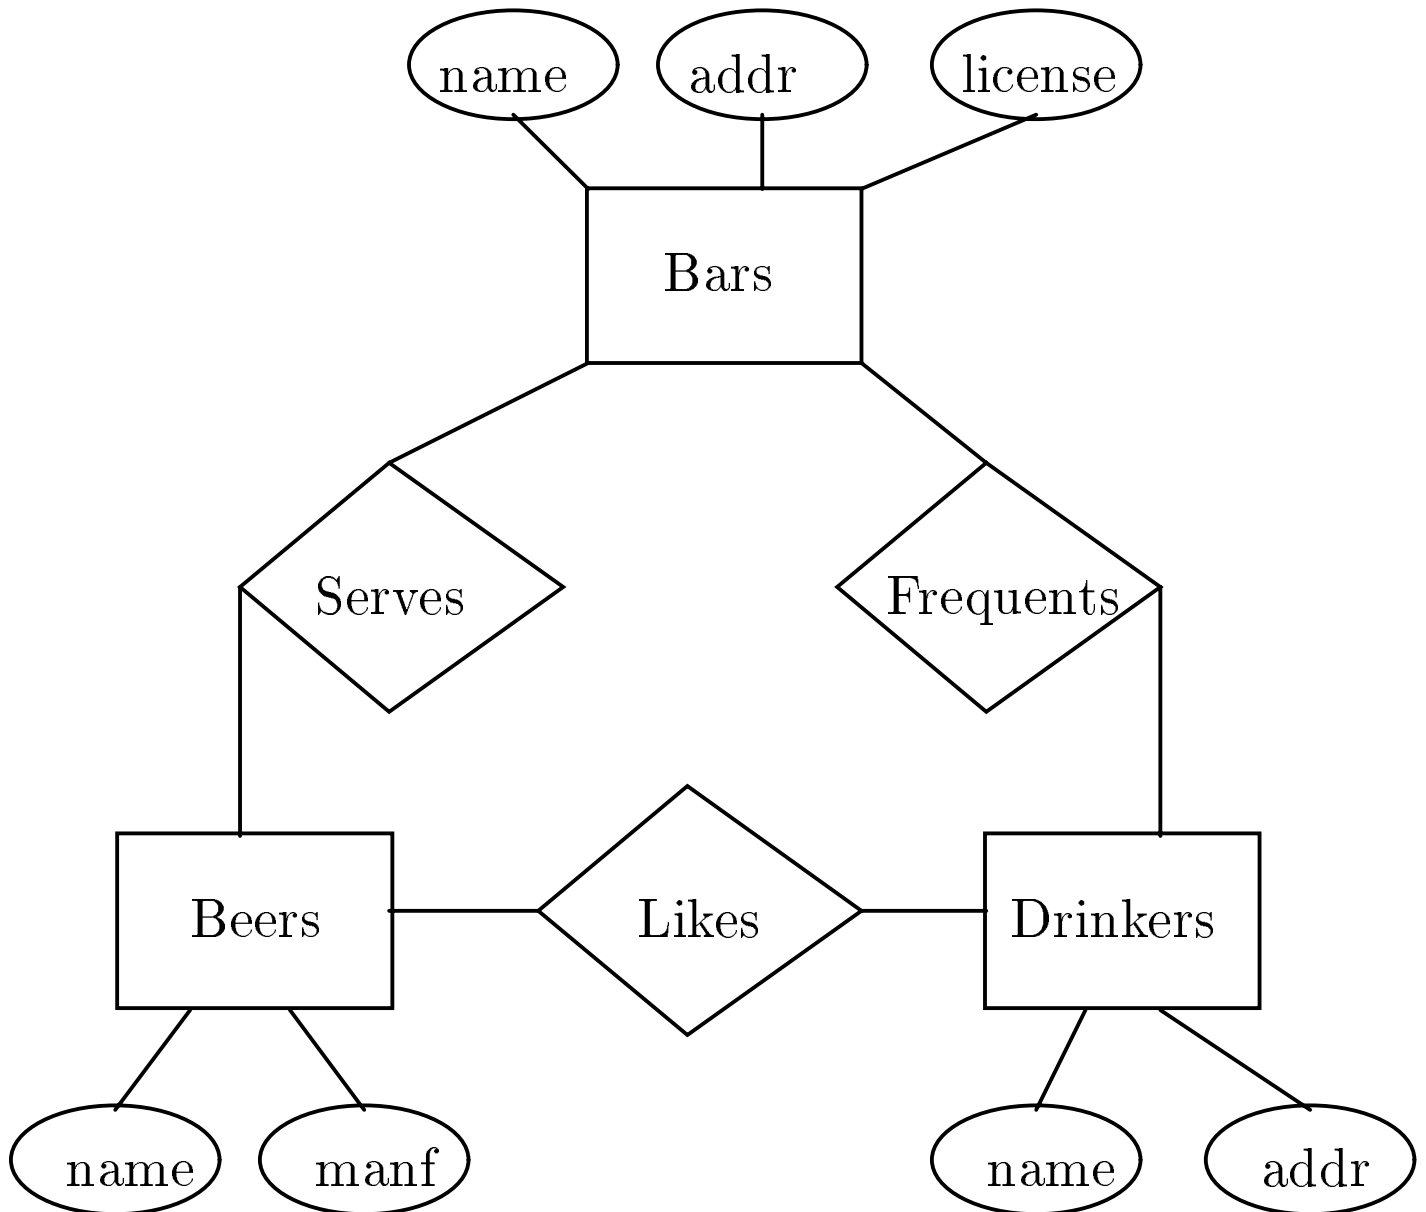 name addr license
Bars
Serves Frequents
Beers Likes Drinkers
name manf name addr